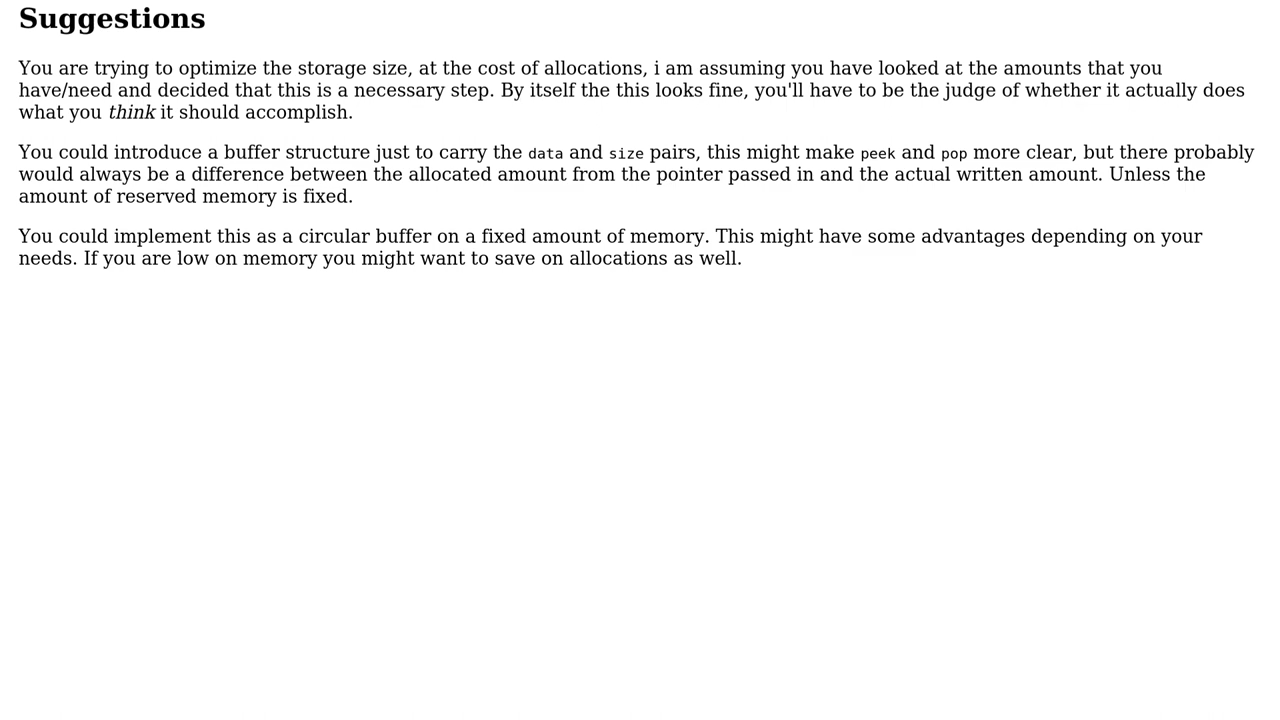 Suggestions
You are trying to optimize the storage size, at the cost of allocations, i am assuming you have looked at the amounts that you
have/need and decided that this is a necessary step. By itself the this looks fine, you'll have to be the judge of whether it actually does
what you think it should accomplish.
You could introduce a buffer structure just to carry the data and size pairs, this might make peek and pop more clear, but there probably
would always be a difference between the allocated amount from the pointer passed in and the actual written amount. Unless the
amount of reserved memory is fixed.
You could implement this as a circular buffer on a fixed amount of memory. This might have some advantages depending on your
needs. If you are low on memory you might want to save on allocations as well.